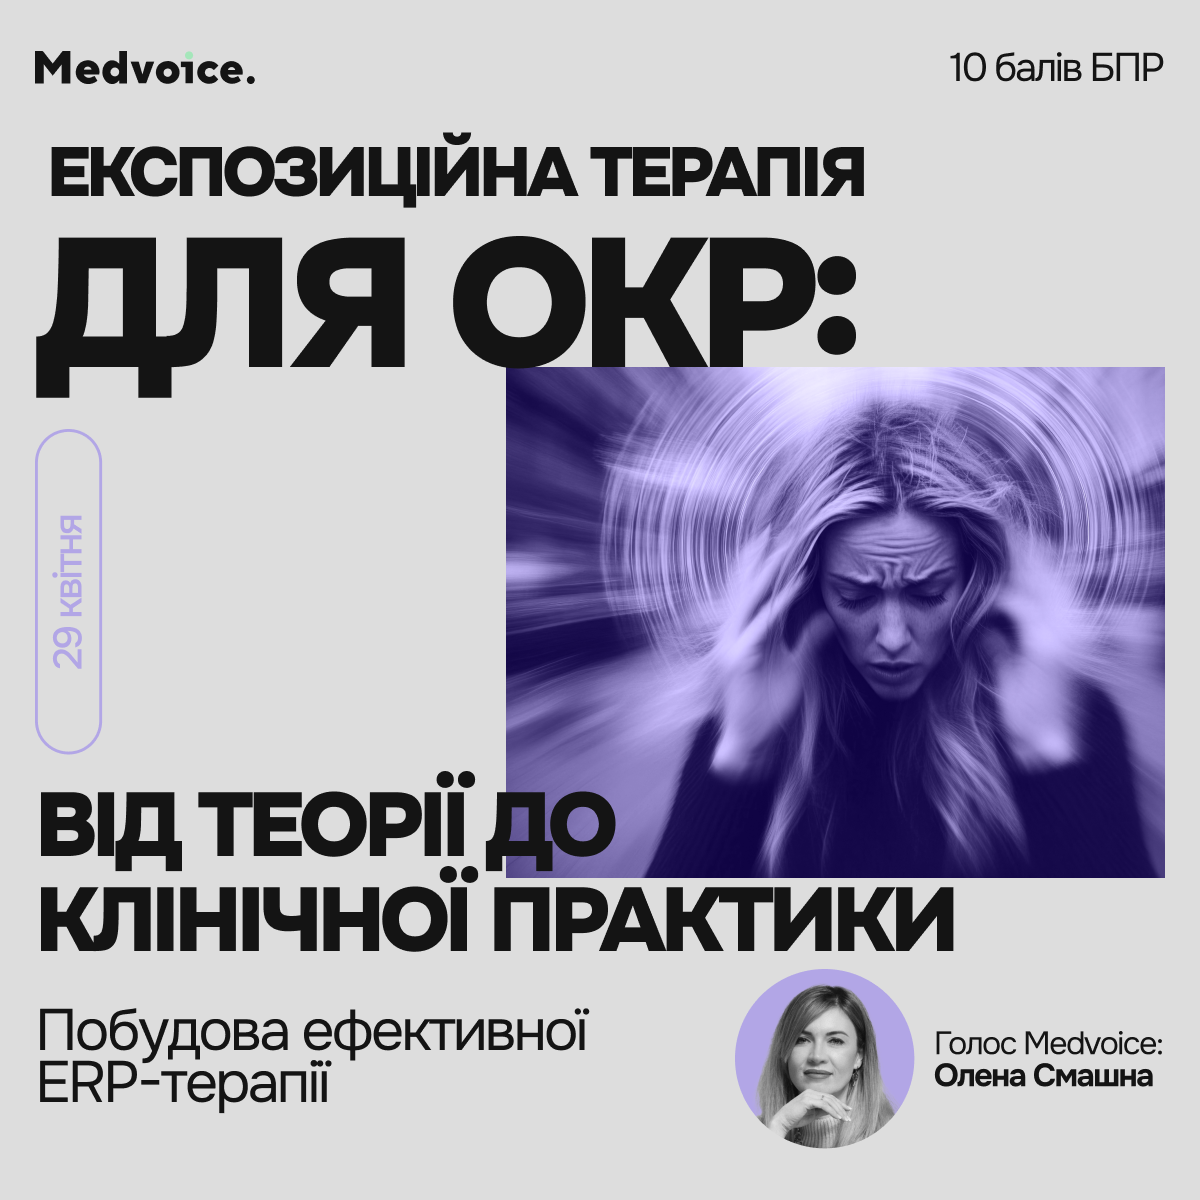 Medvoice.
10 балів БПР
ЕКСПОЗИЦІЙНА ТЕРАПІЯ
ДЛЯ ОКР:
29 квітня
ВІД ТЕОРІЇ ДО
КЛІНІЧНОЇ ПРАКТИКИ
Побудова ефективної
ERP-терапії
Голос Medvoice:
Олена Смашна